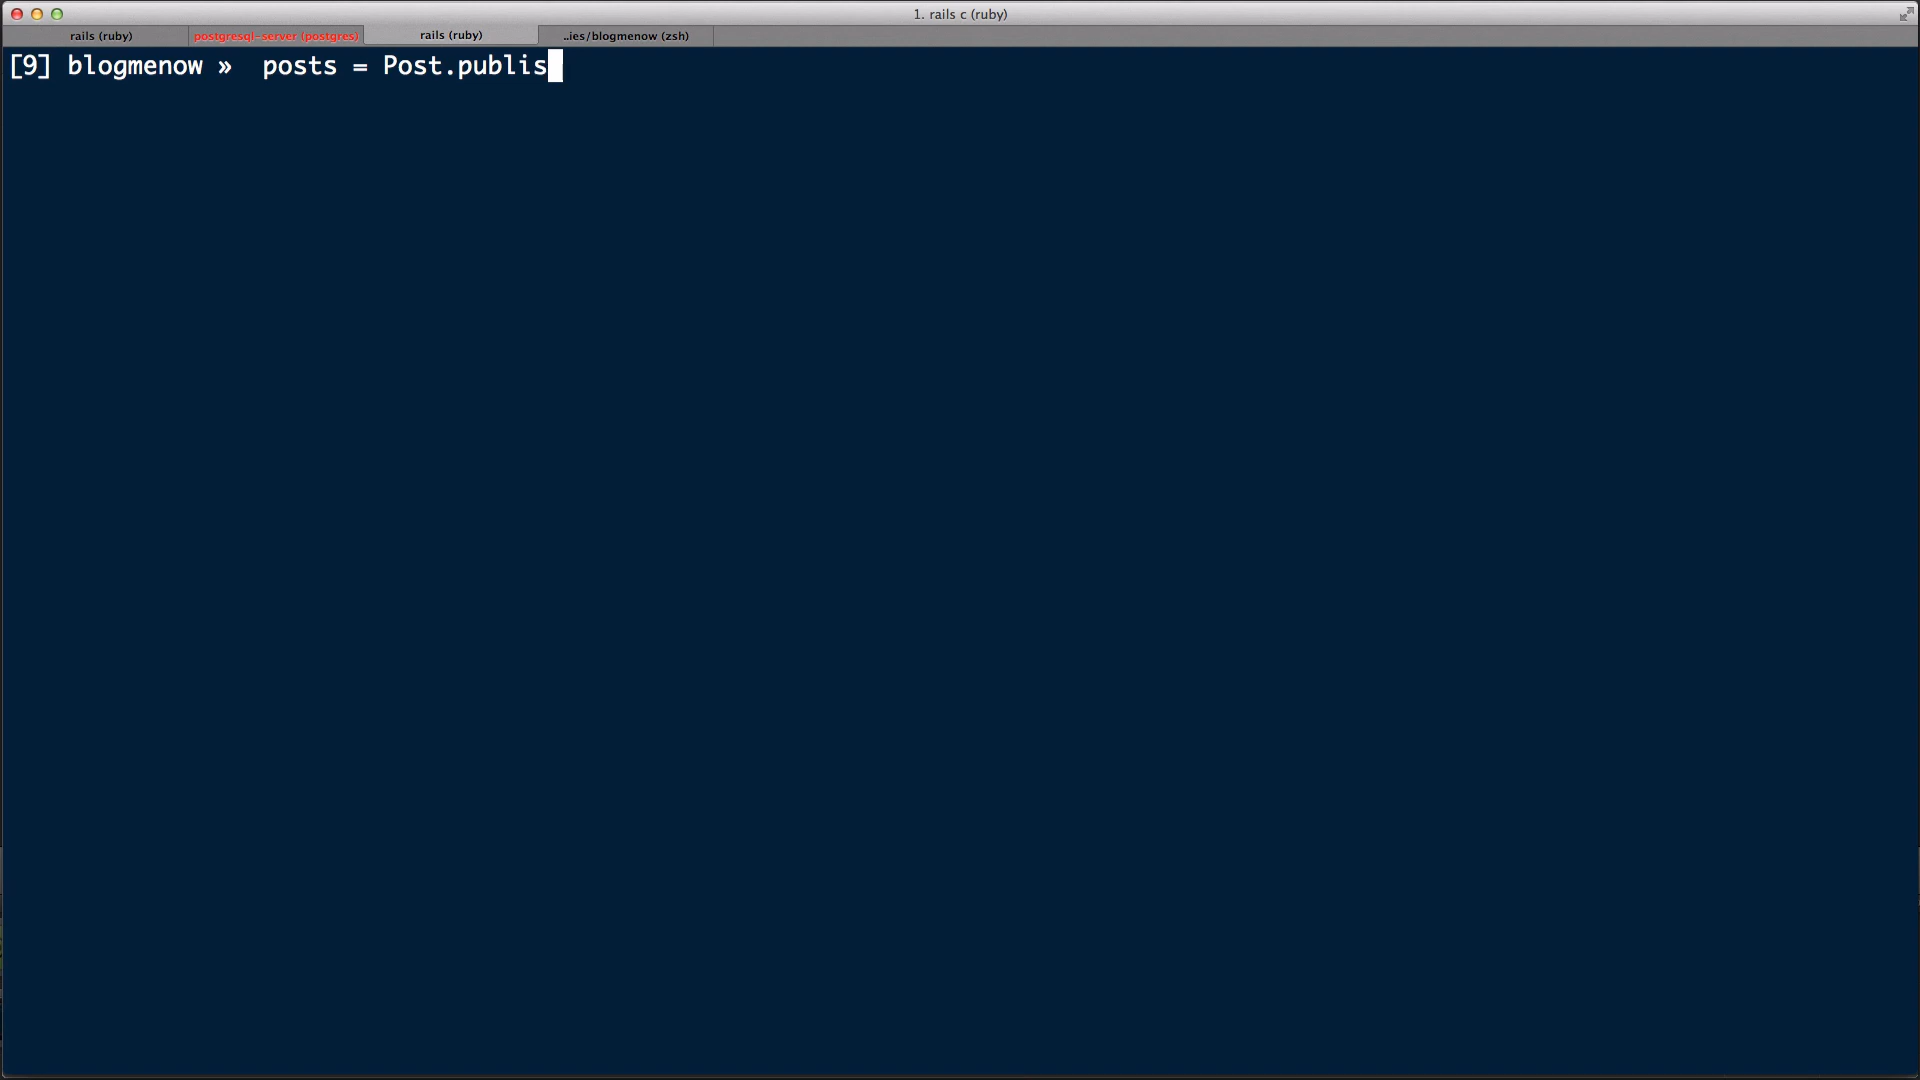 1. rails c (ruby)
rails (ruby)
postgresql-server (postgres)
rails (ruby)
..ies/blogmenow (zsh)
[9] blogmenow »  posts = Post.publis